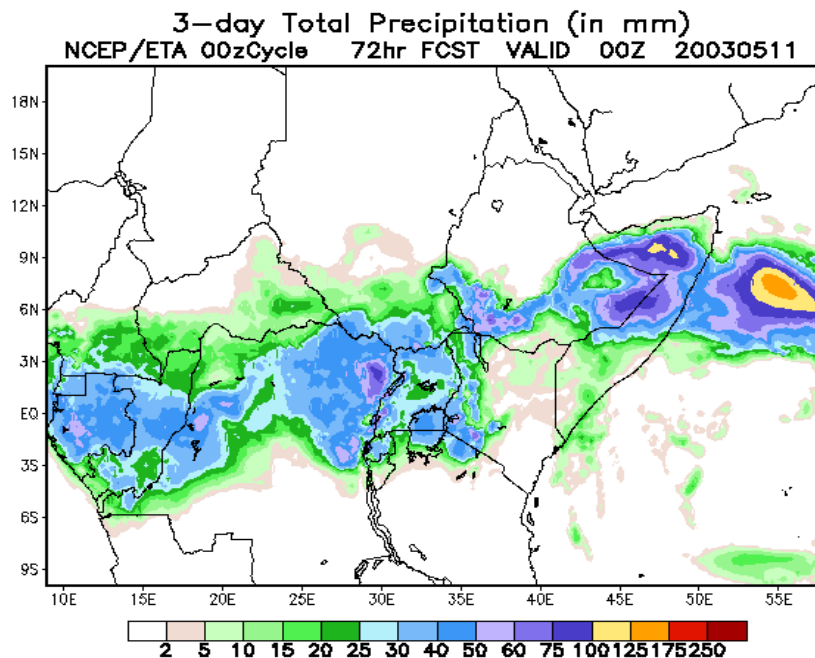 3-day Total Precipitation (in mm)
NCEP/ETA 00zCycle 72hr FCST VALID 00Z 20030511
18N
15N
12N
9N
6N
3N
EQ
3S
6S
9S
10E 15E 20E 25E 30E 35E 40E 45E 50E 55E
2 5 10 15 20 25 30 40 50 60 75 100 125 175 250